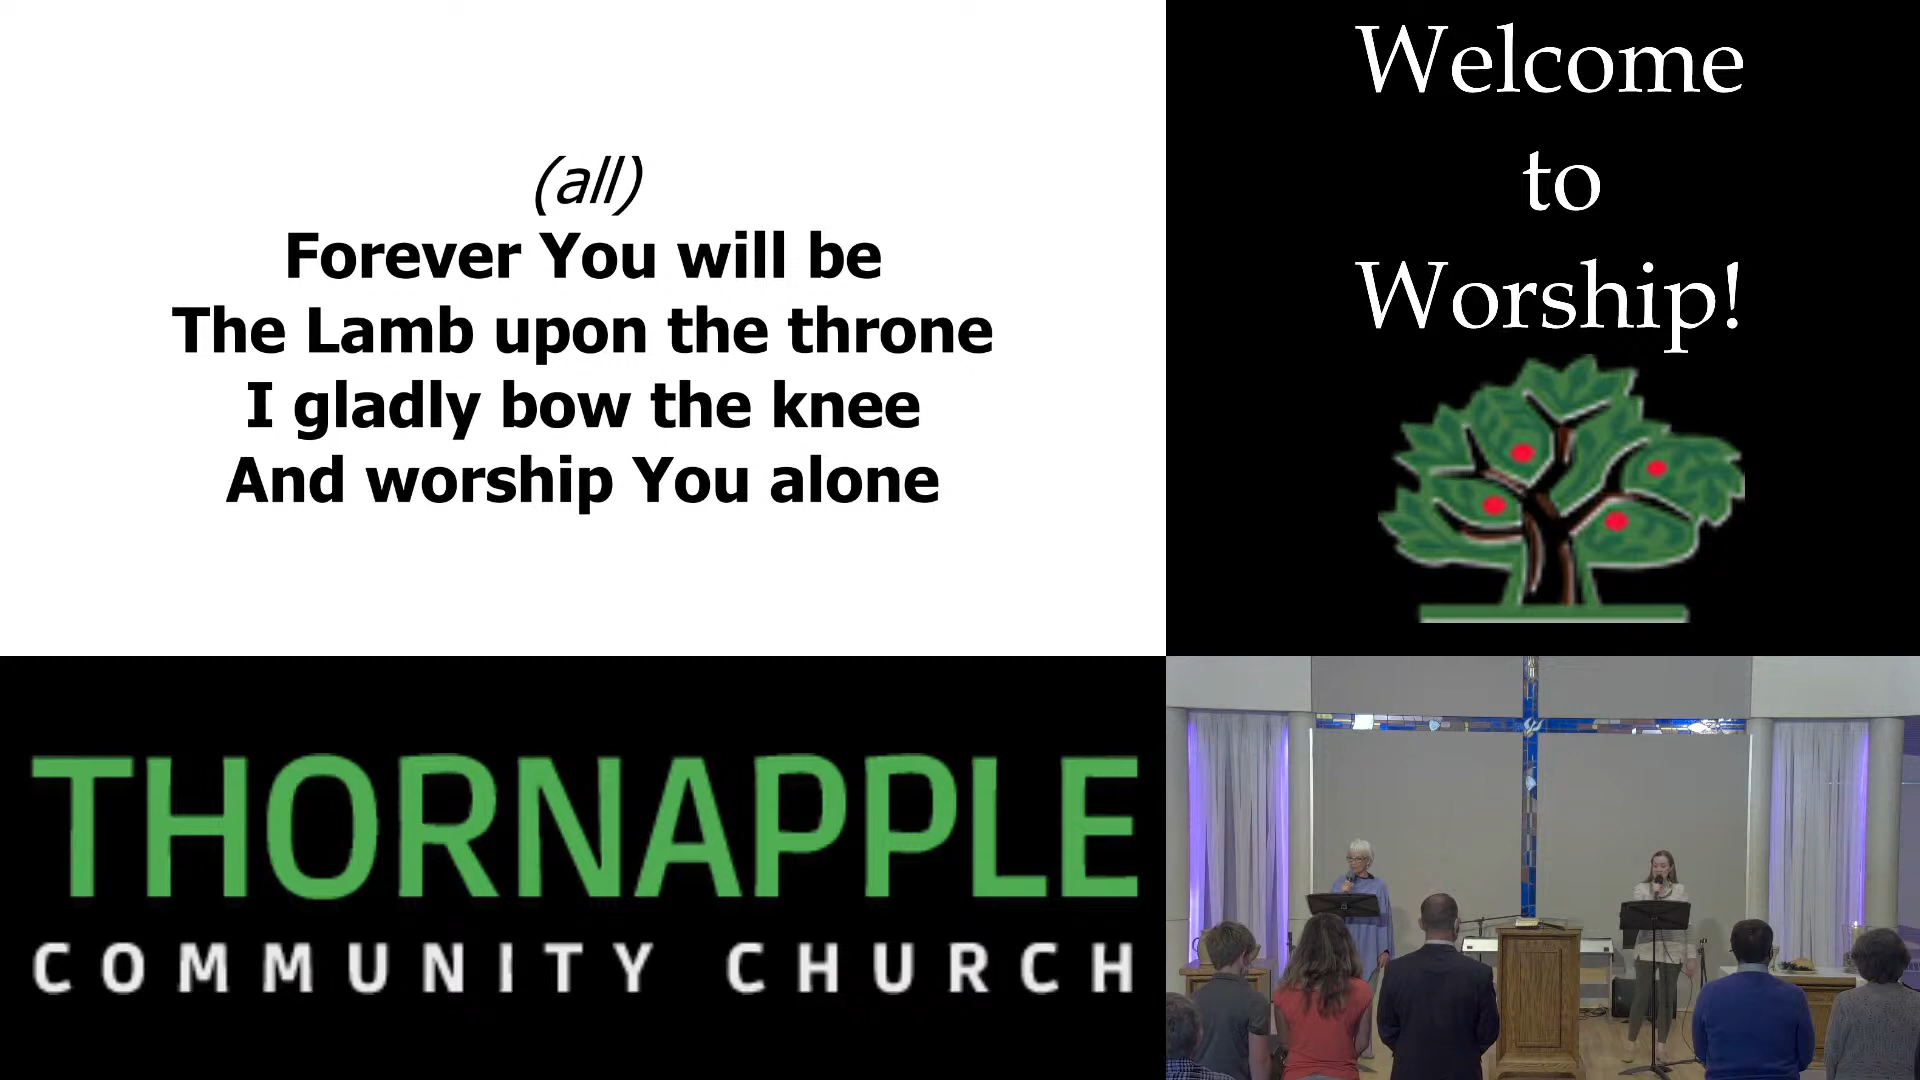 (all)
Forever You will be
The Lamb upon the throne
I gladly bow the knee
And worship You alone
Welcome
to
Worship!
THORNAPPLE
COMMUNITY CHURCH